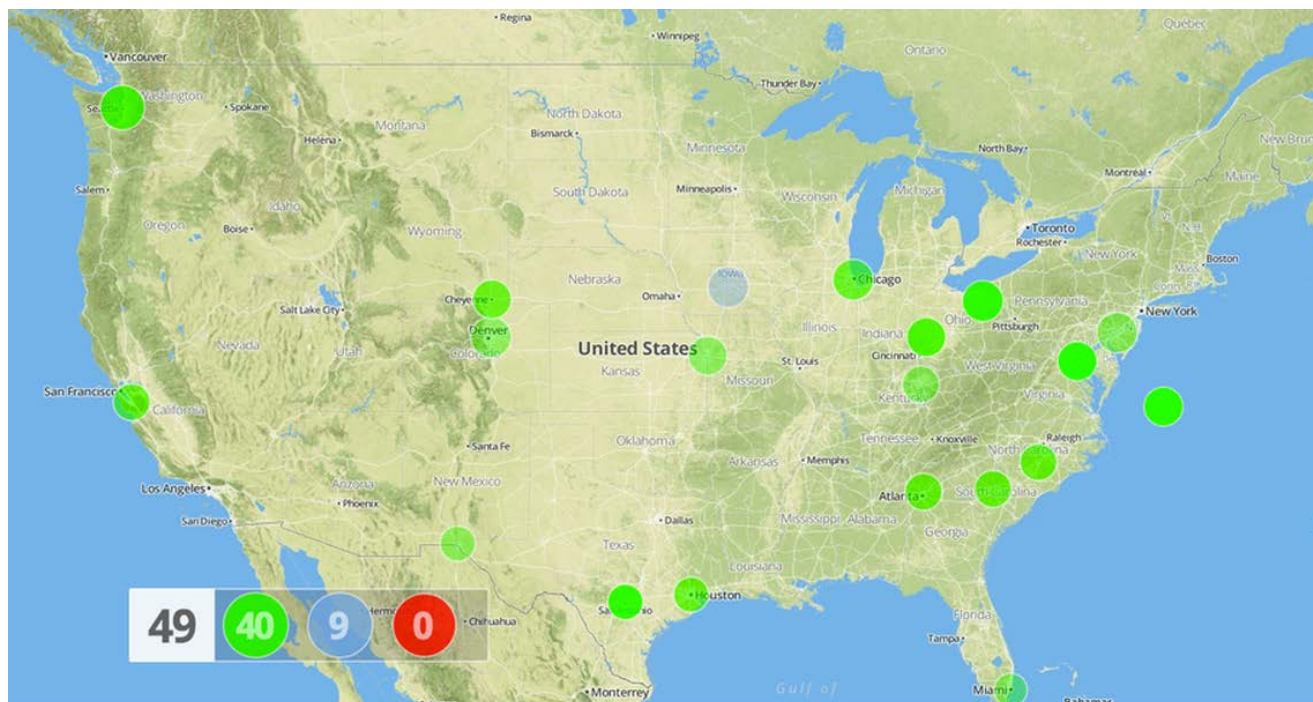 Regina
Québec
Winnipeg
Ontario
Vancouver
Thunder Bay
Washington
Spokane
North Dakota
Montana
Bismarck
Helena
Minnesota
North Bay
Montréal
Maine
Salem
South Dakota
Minneapolis
Wisconsin
Michigan
Idaho
Oregon
Boise
Wyoming
Toronto
Rochester
New York
Boston
Mass
Nebraska
Iowa
Chicago
Cheyenne
Omaha
Pennsylvania
Salt Lake City
New York
Ohio
Pittsburgh
Illinois
Indiana
Denver
Nevada
Utah
Colorado
United States
St. Louis
Cincinnati
West Virginia
Kansas
Missouri
San Francisco
California
Kentucky
Virginia
Santa Fe
Oklahoma
Tennessee
Knoxville
Raleigh
North Carolina
Arkansas
Memphis
New Mexico
Los Angeles
Arizona
Phoenix
Atlanta
South Carolina
San Diego
Dallas
Mississippi
Alabama
Georgia
Texas
Louisiana
Houston
49 40 9 0
Chihuahua
Florida
Tampa
Monterrey
Gulf of
Miami
Bahamas